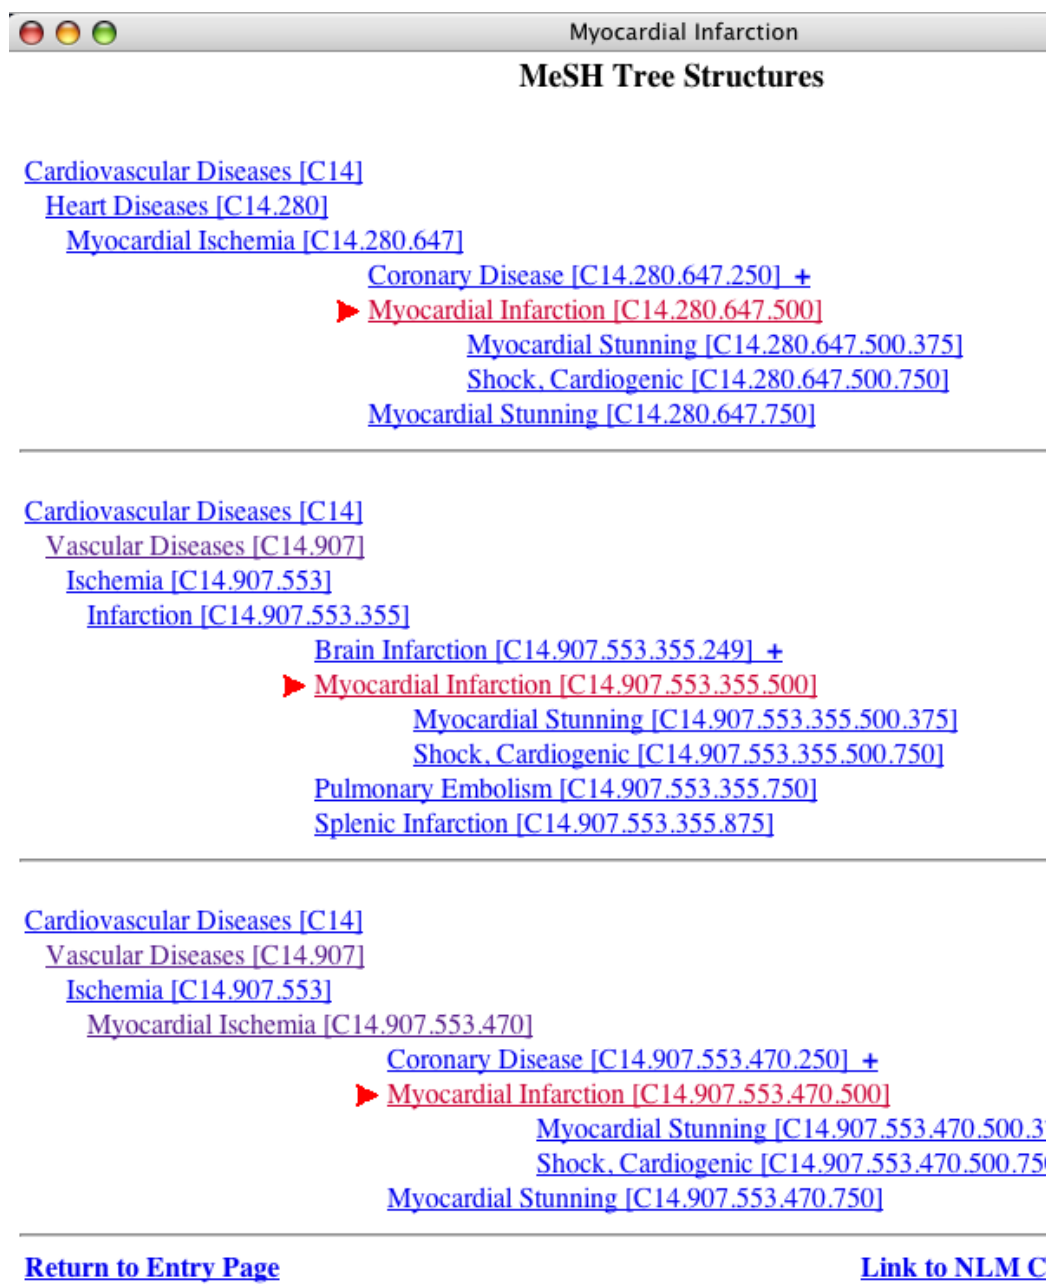 Myocardial Infarction
MeSH Tree Structures
Cardiovascular Diseases [C14]
Heart Diseases [C14.280]
Myocardial Ischemia [C14.280.647]
Coronary Disease [C14.280.647.250] +
Myocardial Infarction [C14.280.647.500]
Myocardial Stunning [C14.280.647.500.375]
Shock, Cardiogenic [C14.280.647.500.750]
Myocardial Stunning [C14.280.647.750]
Cardiovascular Diseases [C14]
Vascular Diseases [C14.907]
Ischemia [C14.907.553]
Infarction [C14.907.553.355]
Brain Infarction [C14.907.553.355.249] +
Myocardial Infarction [C14.907.553.355.500]
Myocardial Stunning [C14.907.553.355.500.375]
Shock, Cardiogenic [C14.907.553.355.500.750]
Pulmonary Embolism [C14.907.553.355.750]
Splenic Infarction [C14.907.553.355.875]
Cardiovascular Diseases [C14]
Vascular Diseases [C14.907]
Ischemia [C14.907.553]
Myocardial Ischemia [C14.907.553.470]
Coronary Disease [C14.907.553.470.250] +
Myocardial Infarction [C14.907.553.470.500]
Myocardial Stunning [C14.907.553.470.500.3
Shock, Cardiogenic [C14.907.553.470.500.75
Myocardial Stunning [C14.907.553.470.750]
Return to Entry Page
Link to NLM C